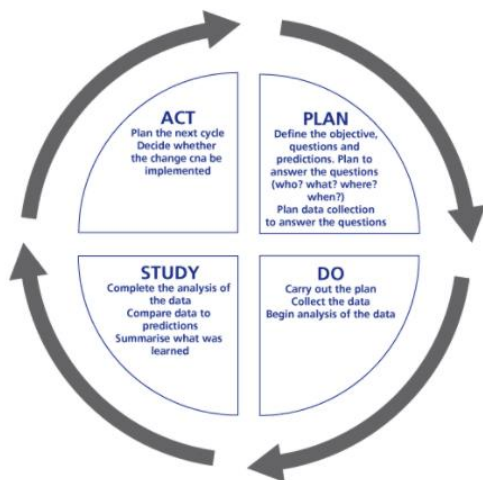 ACT
Plan the next cycle
Decide whether
the change cna be
implemented
PLAN
Define the objective,
questions and
predictions. Plan to
answer the questions
(who? what? where?
when?)
Plan data collection
to answer the questions
STUDY
Complete the analysis of
the data
Compare data to
predictions
Summarise what was
learned
DO
Carry out the plan
Collect the data
Begin analysis of the data